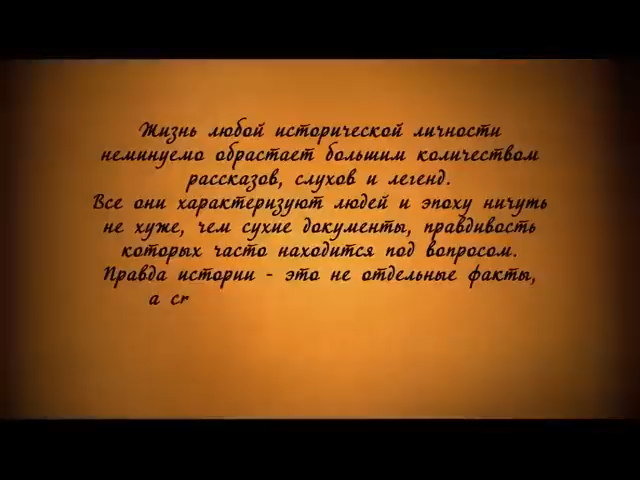 Жизнь любой исторической личности
неминуемо обрастает большим количеством
рассказов, слухов и легенд.
Все они характеризуют людей и эпоху ничуть
не хуже, чем сухие документы, правдивость
которых часто находится под вопросом.
Правда истории - это не отдельные факты,
а